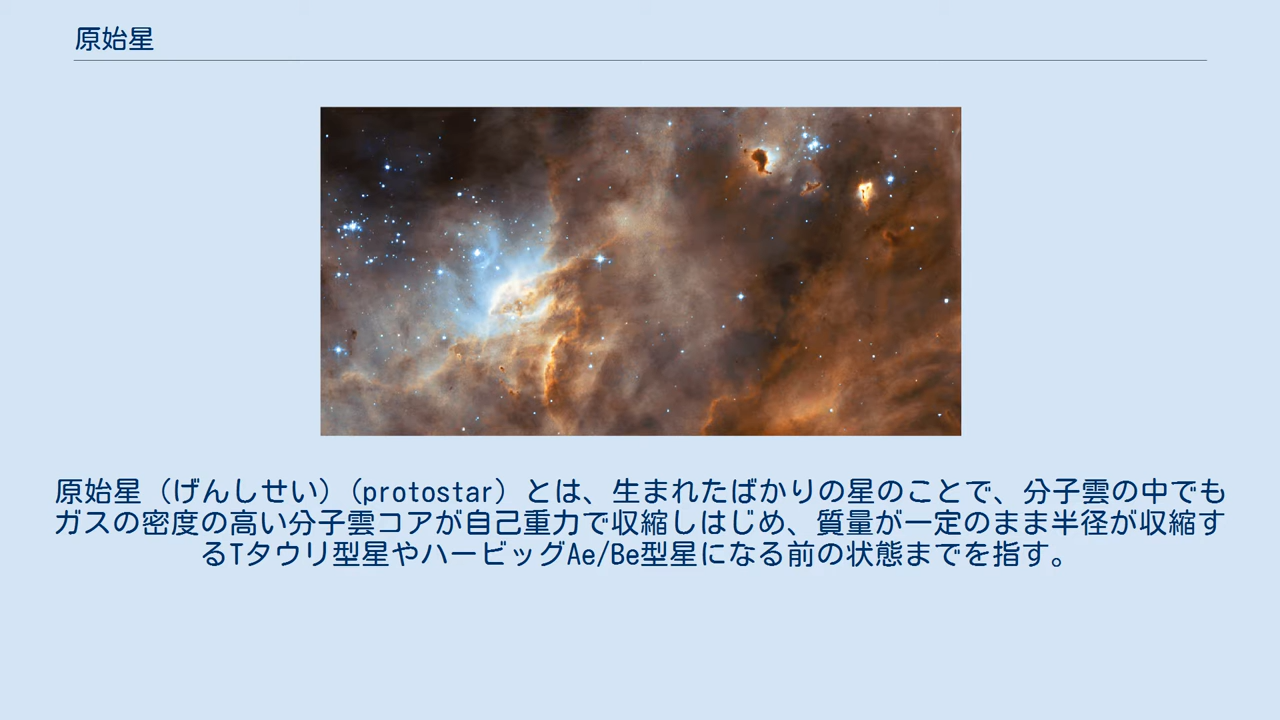 原始星
原始星（げんしせい）(protostar）とは、生まれたばかりの星のことで、分子雲の中でも
ガスの密度の高い分子雲コアが自己重力で収縮しはじめ、質量が一定のまま半径が収縮す
るTタウリ型星やハービッグAe/Be型星になる前の状態までを指す。